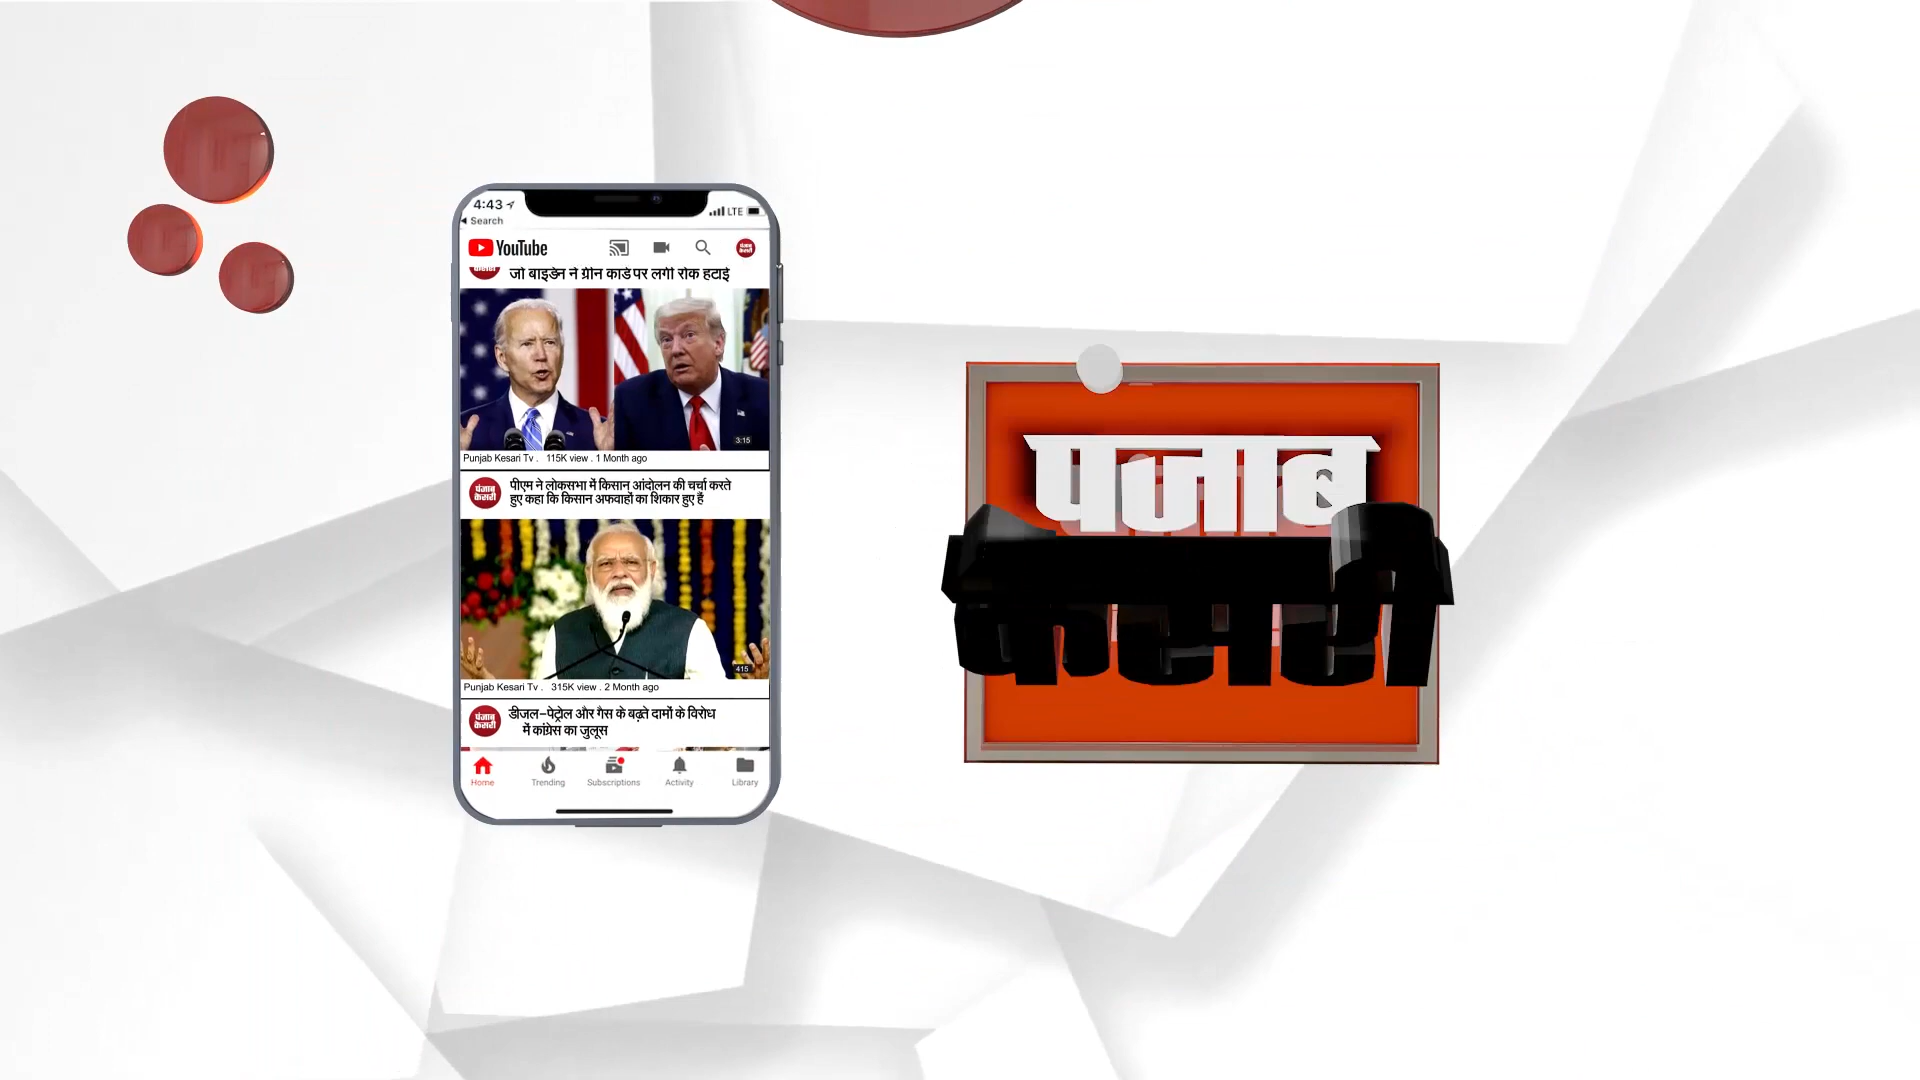 4:43
LTE
Search
YouTube
जो बाइडेन ने ग्रीन कार्ड पर लगी रोक हटाई
3:15
Punjab Kesari Tv . 115K view . 1 Month ago
पंजाब
केसरी
पीएम ने लोकसभा में किसान आंदोलन की चर्चा करते
हुए कहा कि किसान अफवाहों का शिकार हुए हैं
415
Punjab Kesari Tv . 315K view . 2 Month ago
पंजाब
केसरी
डीजल-पेट्रोल और गैस के बढ़ते दामों के विरोध
में कांग्रेस का जुलूस
Home Trending Subscriptions Activity Library
पजाब